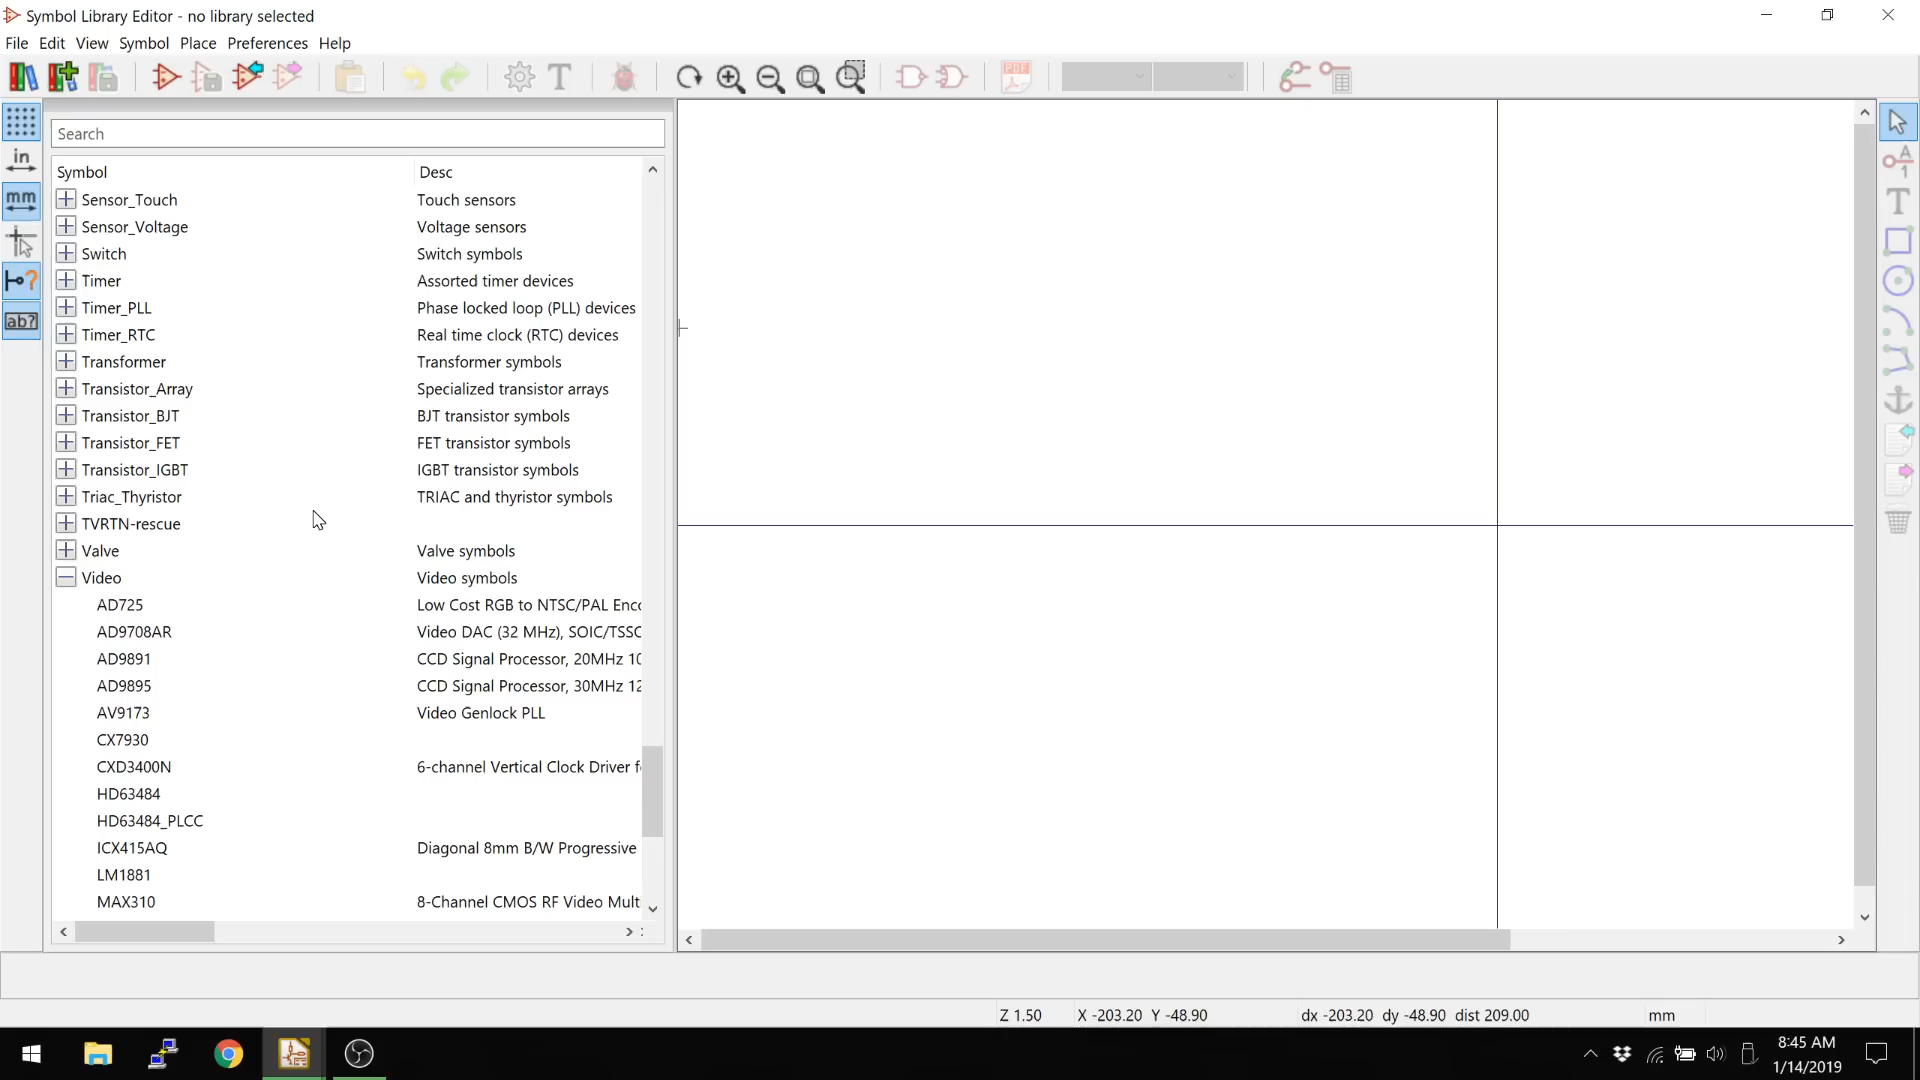 Symbol Library Editor - no library selected
File Edit View Symbol Place Preferences Help
PDF
Search
Symbol Desc
Sensor_Touch Touch sensors
Sensor_Voltage Voltage sensors
Switch Switch symbols
Timer Assorted timer devices
Timer_PLL Phase locked loop (PLL) devices
Timer_RTC Real time clock (RTC) devices
Transformer Transformer symbols
Transistor_Array Specialized transistor arrays
Transistor_BJT BJT transistor symbols
Transistor_FET FET transistor symbols
Transistor_IGBT IGBT transistor symbols
Triac_Thyristor TRIAC and thyristor symbols
TVRTN-rescue
Valve Valve symbols
Video Video symbols
AD725 Low Cost RGB to NTSC/PAL Enc
AD9708AR Video DAC (32 MHz), SOIC/TSSC
AD9891 CCD Signal Processor, 20MHz 10
AD9895 CCD Signal Processor, 30MHz 12
AV9173 Video Genlock PLL
CX7930
CXD3400N 6-channel Vertical Clock Driver f
HD63484
HD63484_PLCC
ICX415AQ Diagonal 8mm B/W Progressive
LM1881
MAX310 8-Channel CMOS RF Video Mult
in
mm
ab?
A
1
T
Z 1.50 X -203.20 Y -48.90 dx -203.20 dy -48.90 dist 209.00 mm
8:45 AM
1/14/2019